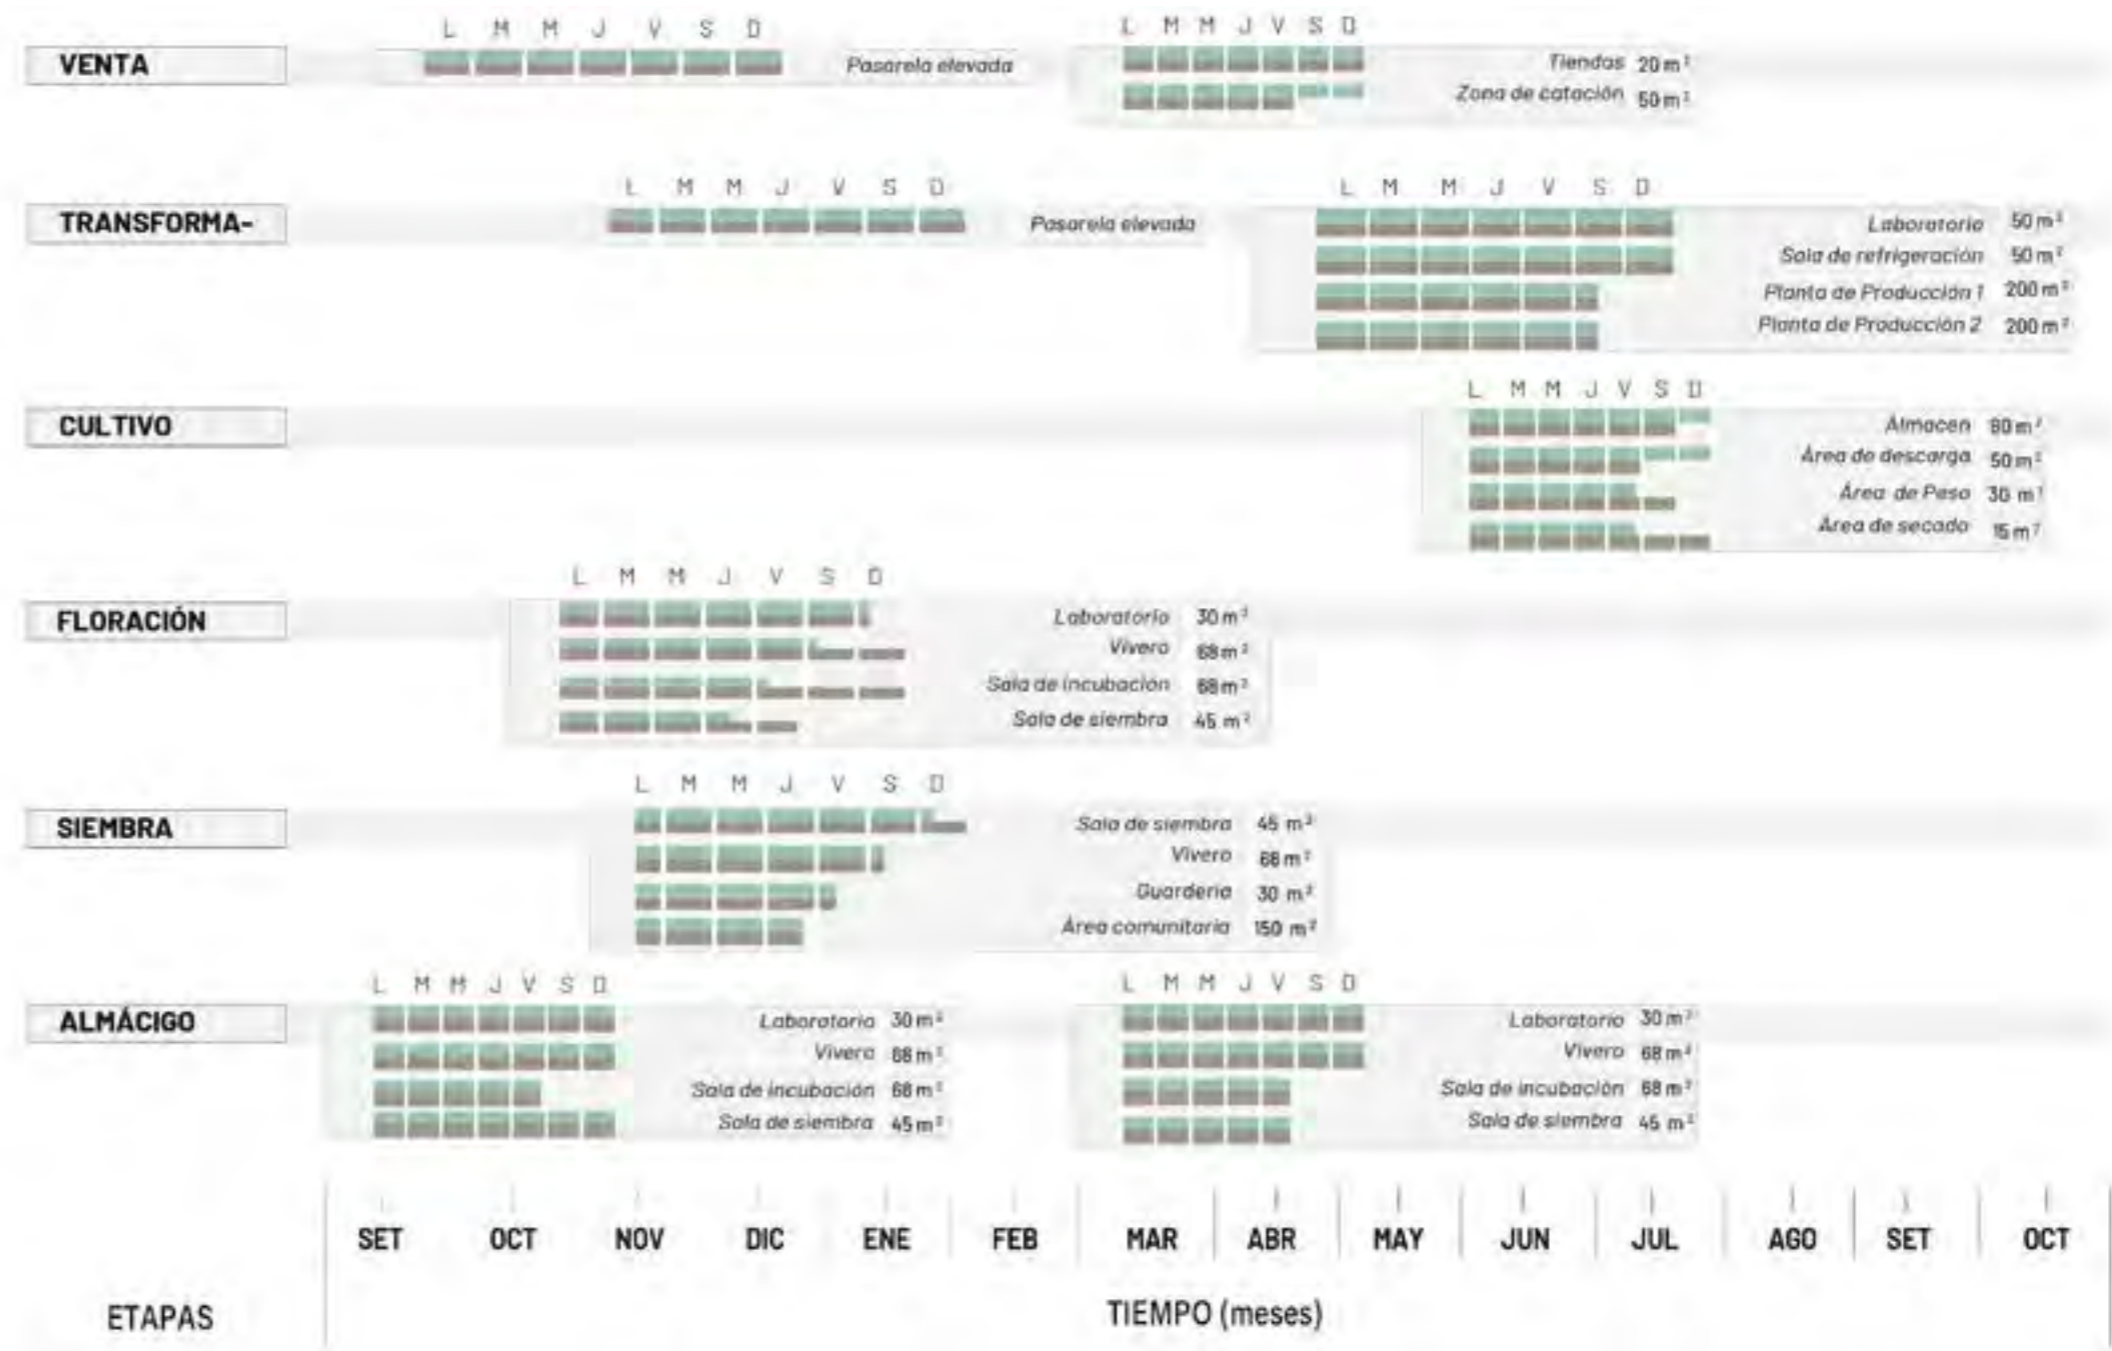 L M M J V S D
L M M J V S D
VENTA
Pasarela elevada
Tiendas 20 m²
Zona de catación 50 m²
L M M J V S D
L M M J V S D
TRANSFORMA-
Pasarela elevada
Laboratorio 50 m²
Sala de refrigeración 50 m²
Planta de Producción 1 200 m²
Planta de Producción 2 200 m²
L M M J V S D
CULTIVO
Almacen 80 m²
Área de descarga 50 m²
Área de Peso 30 m²
Área de secado 15 m²
L M M J V S D
FLORACIÓN
Laboratorio 30 m²
Vivero 68 m²
Sala de incubación 68 m²
Sala de siembra 45 m²
L M M J V S D
SIEMBRA
Sala de siembra 45 m²
Vivero 68 m²
Guarderia 30 m²
Área comunitaria 150 m²
L M M J V S D
L M M J V S D
ALMÁCIGO
Laboratorio 30 m²
Vivero 68 m²
Sala de incubación 68 m²
Sala de siembra 45 m²
Laboratorio 30 m²
Vivero 68 m²
Sala de incubación 68 m²
Sala de siembra 45 m²
SET OCT NOV DIC ENE FEB MAR ABR MAY JUN JUL AGO SET OCT
ETAPAS
TIEMPO (meses)